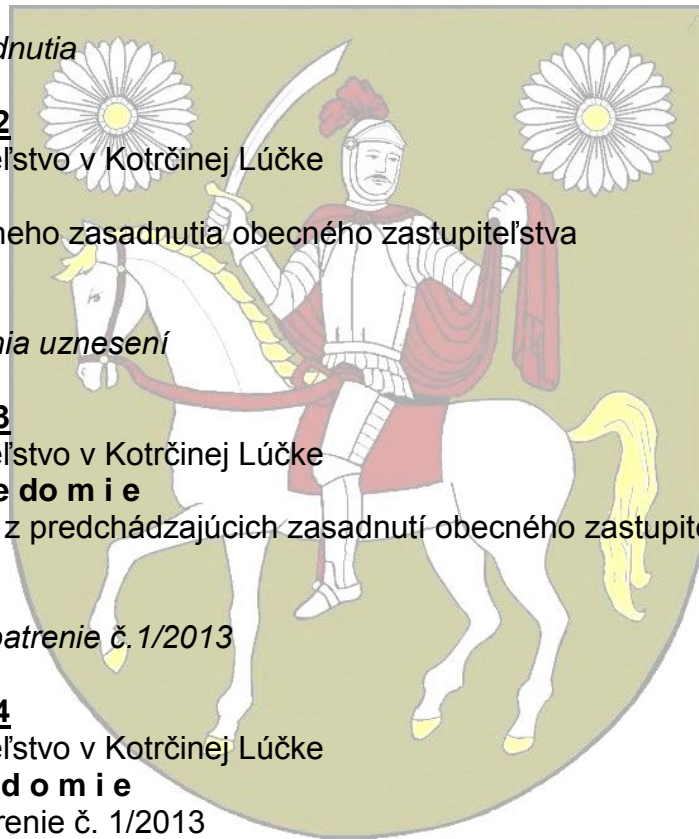 dnutia
2
eľstvo v Kotrčinej Lúčke
neho zasadnutia obecného zastupiteľstva
nia uznesení
3
eľstvo v Kotrčinej Lúčke
e do m i e
z predchádzajúcich zasadnutí obecného zastupite
patrenie č.1/2013
4
eľstvo v Kotrčinej Lúčke
d o m i e
renie č. 1/2013